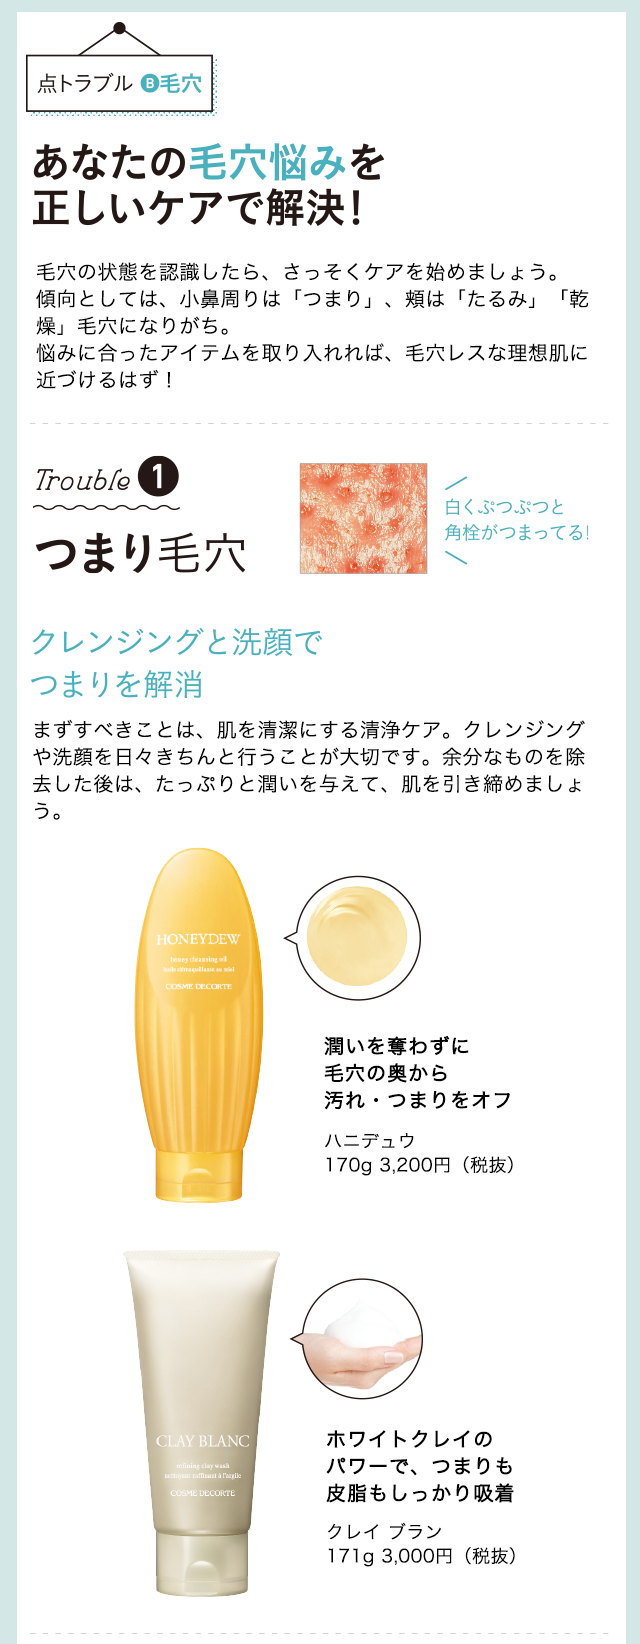 点トラブル B毛穴
あなたの毛穴悩みを
正しいケアで解決!
毛穴の状態を認識したら、さっそくケアを始めましょう。
傾向としては、小鼻周りは「つまり」、頬は「たるみ」「乾
燥」毛穴になりがち。
悩みに合ったアイテムを取り入れれば、毛穴レスな理想肌に
近づけるはず！
Trouble 1
つまり毛穴
白くぷつぷつと
角栓がつまってる!
クレンジングと洗顔で
つまりを解消
まずすべきことは、肌を清潔にする清浄ケア。クレンジング
や洗顔を日々きちんと行うことが大切です。余分なものを除
去した後は、たっぷりと潤いを与えて、肌を引き締めましょ
う。
HONEYDEW
honey cleansing oil
huile démaquillante au miel
COSME DECORTE
潤いを奪わずに
毛穴の奥から
汚れ・つまりをオフ
ハニデュウ
170g 3,200円（税抜）
CLAY BLANC
refining clay wash
nettoyant raffinant à l'argile
COSME DECORTE
ホワイトクレイの
パワーで、つまりも
皮脂もしっかり吸着
クレイ ブラン
171g 3,000円（税抜）